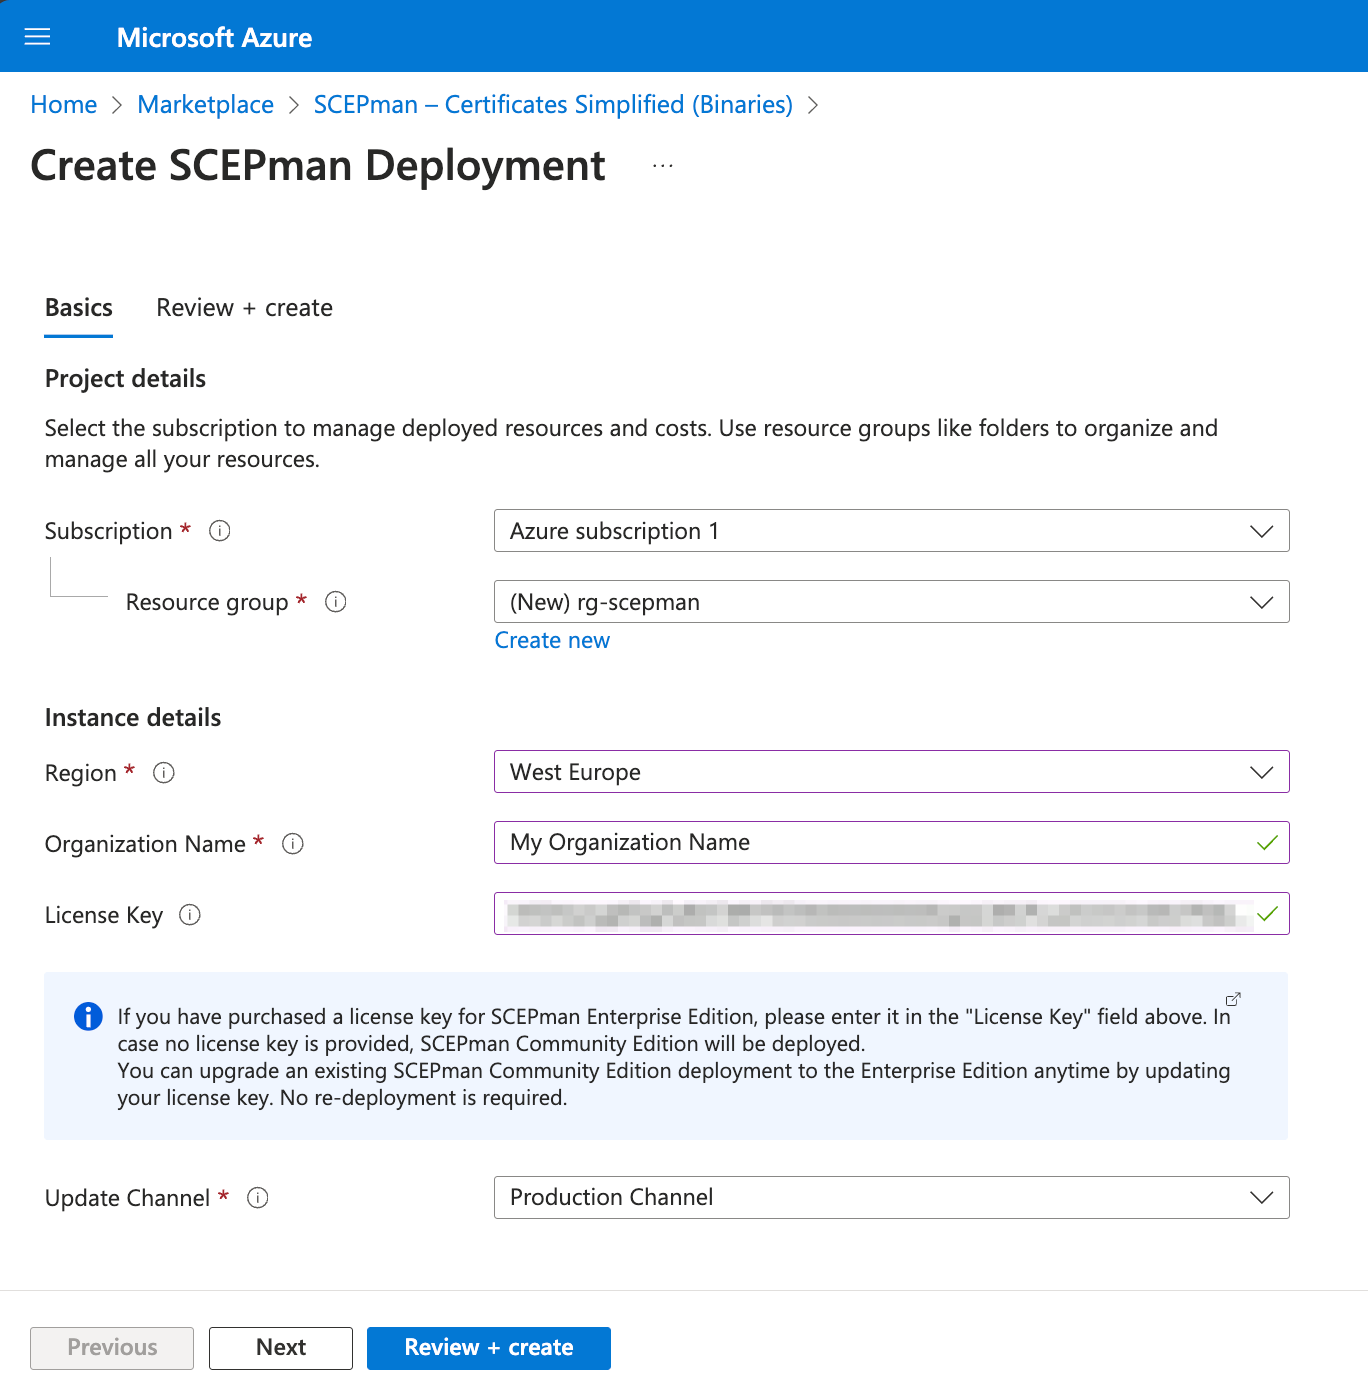 Microsoft Azure
Home > Marketplace > SCEPman – Certificates Simplified (Binaries) >
Create SCEPman Deployment ...
Basics Review + create
Project details
Select the subscription to manage deployed resources and costs. Use resource groups like folders to organize and
manage all your resources.
Subscription * Azure subscription 1
Resource group * (New) rg-scepman
Create new
Instance details
Region * West Europe
Organization Name * My Organization Name
License Key
If you have purchased a license key for SCEPman Enterprise Edition, please enter it in the "License Key" field above. In
case no license key is provided, SCEPman Community Edition will be deployed.
You can upgrade an existing SCEPman Community Edition deployment to the Enterprise Edition anytime by updating
your license key. No re-deployment is required.
Update Channel * Production Channel
Previous Next Review + create